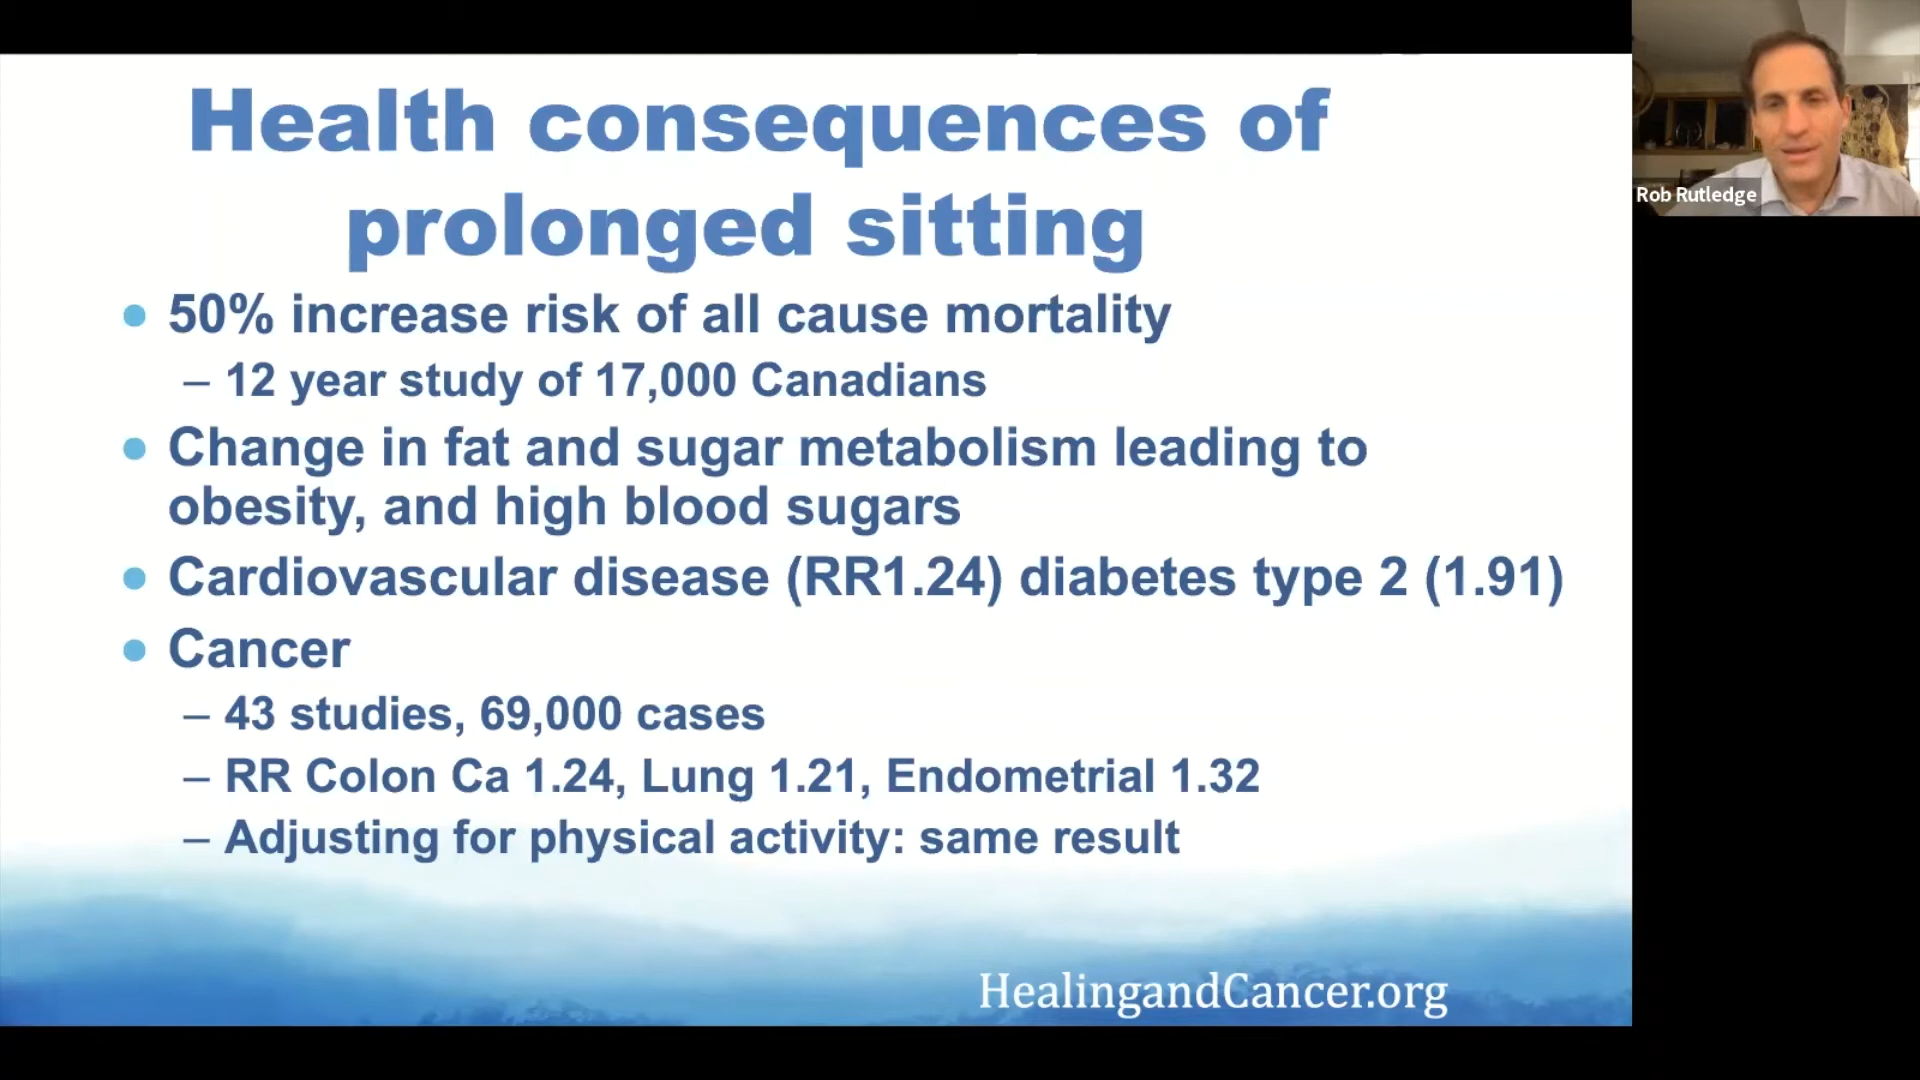 Health consequences of
prolonged sitting
• 50% increase risk of all cause mortality
– 12 year study of 17,000 Canadians
• Change in fat and sugar metabolism leading to
obesity, and high blood sugars
• Cardiovascular disease (RR1.24) diabetes type 2 (1.91)
• Cancer
– 43 studies, 69,000 cases
– RR Colon Ca 1.24, Lung 1.21, Endometrial 1.32
– Adjusting for physical activity: same result
HealingandCancer.org
Rob Rutledge